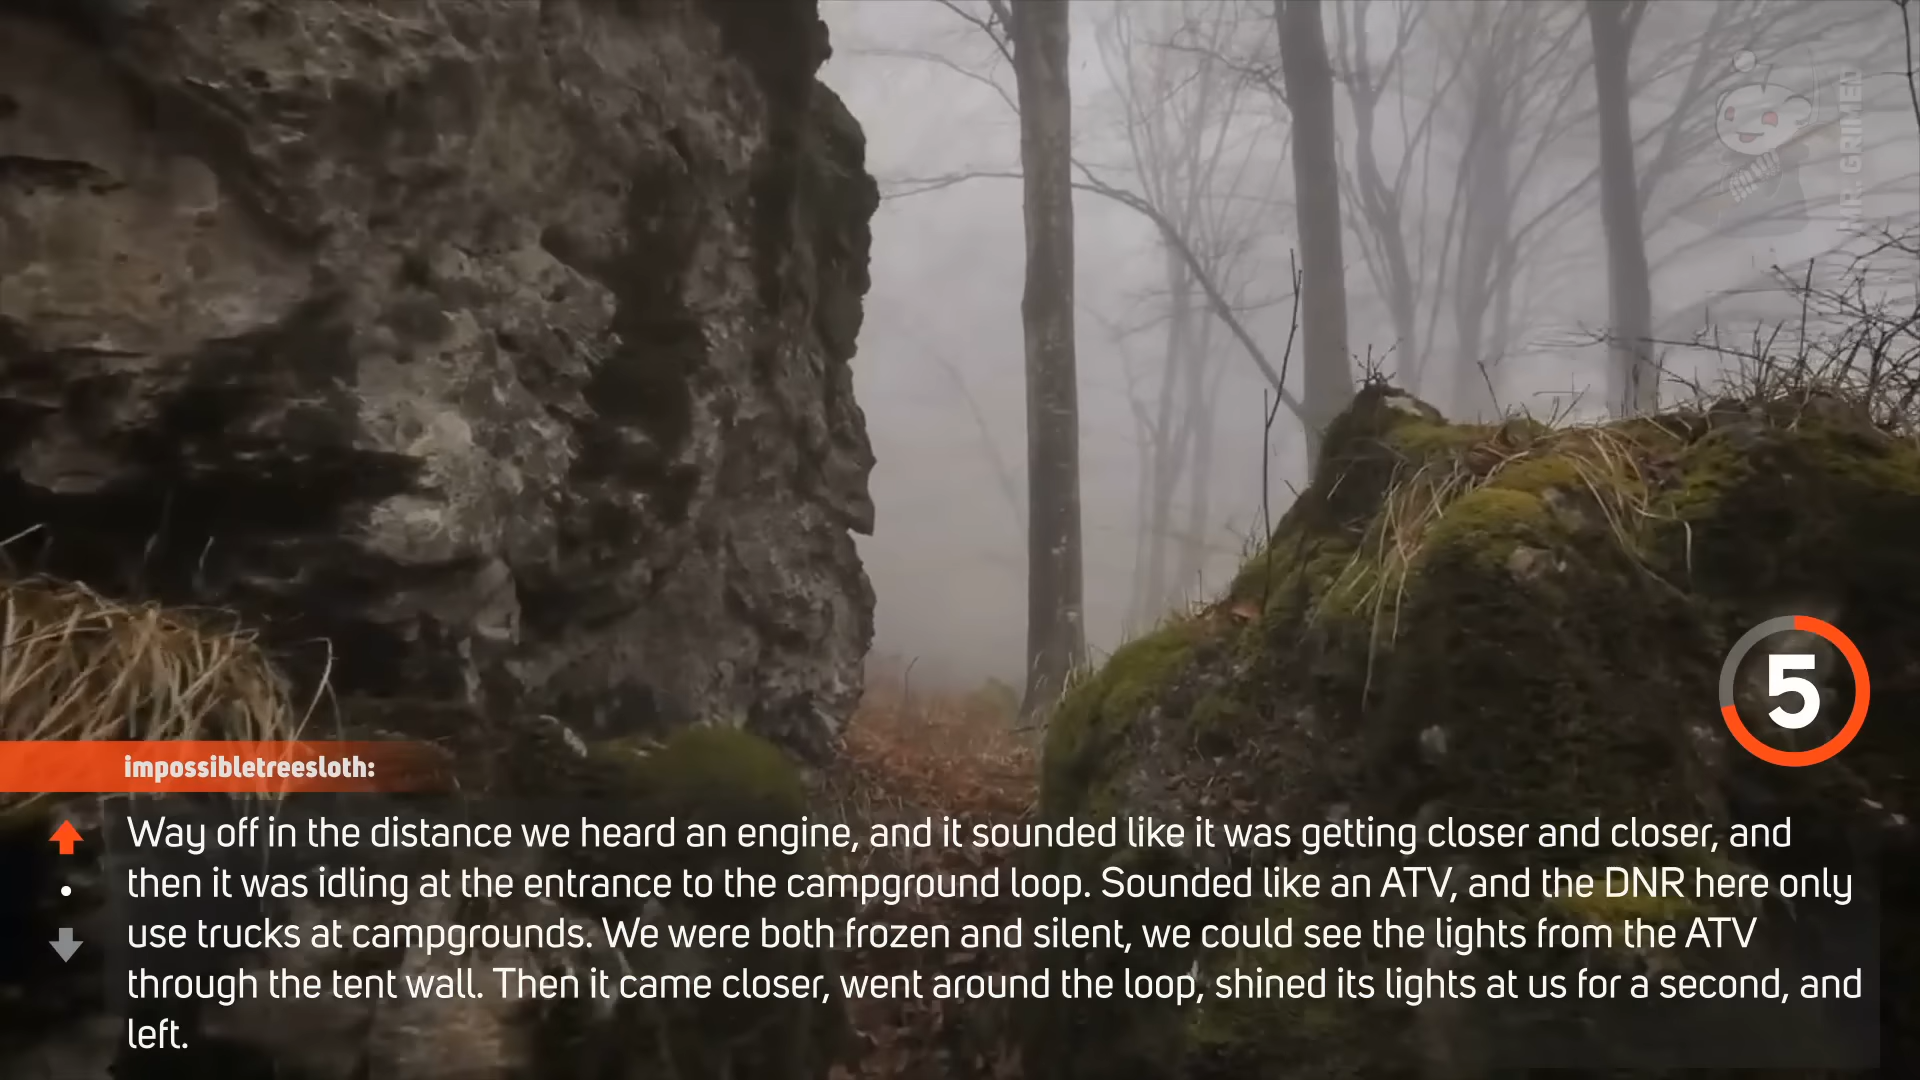 MR. GRIMED
5
impossibletreesloth:
Way off in the distance we heard an engine, and it sounded like it was getting closer and closer, and
then it was idling at the entrance to the campground loop. Sounded like an ATV, and the DNR here only
use trucks at campgrounds. We were both frozen and silent, we could see the lights from the ATV
through the tent wall. Then it came closer, went around the loop, shined its lights at us for a second, and
left.